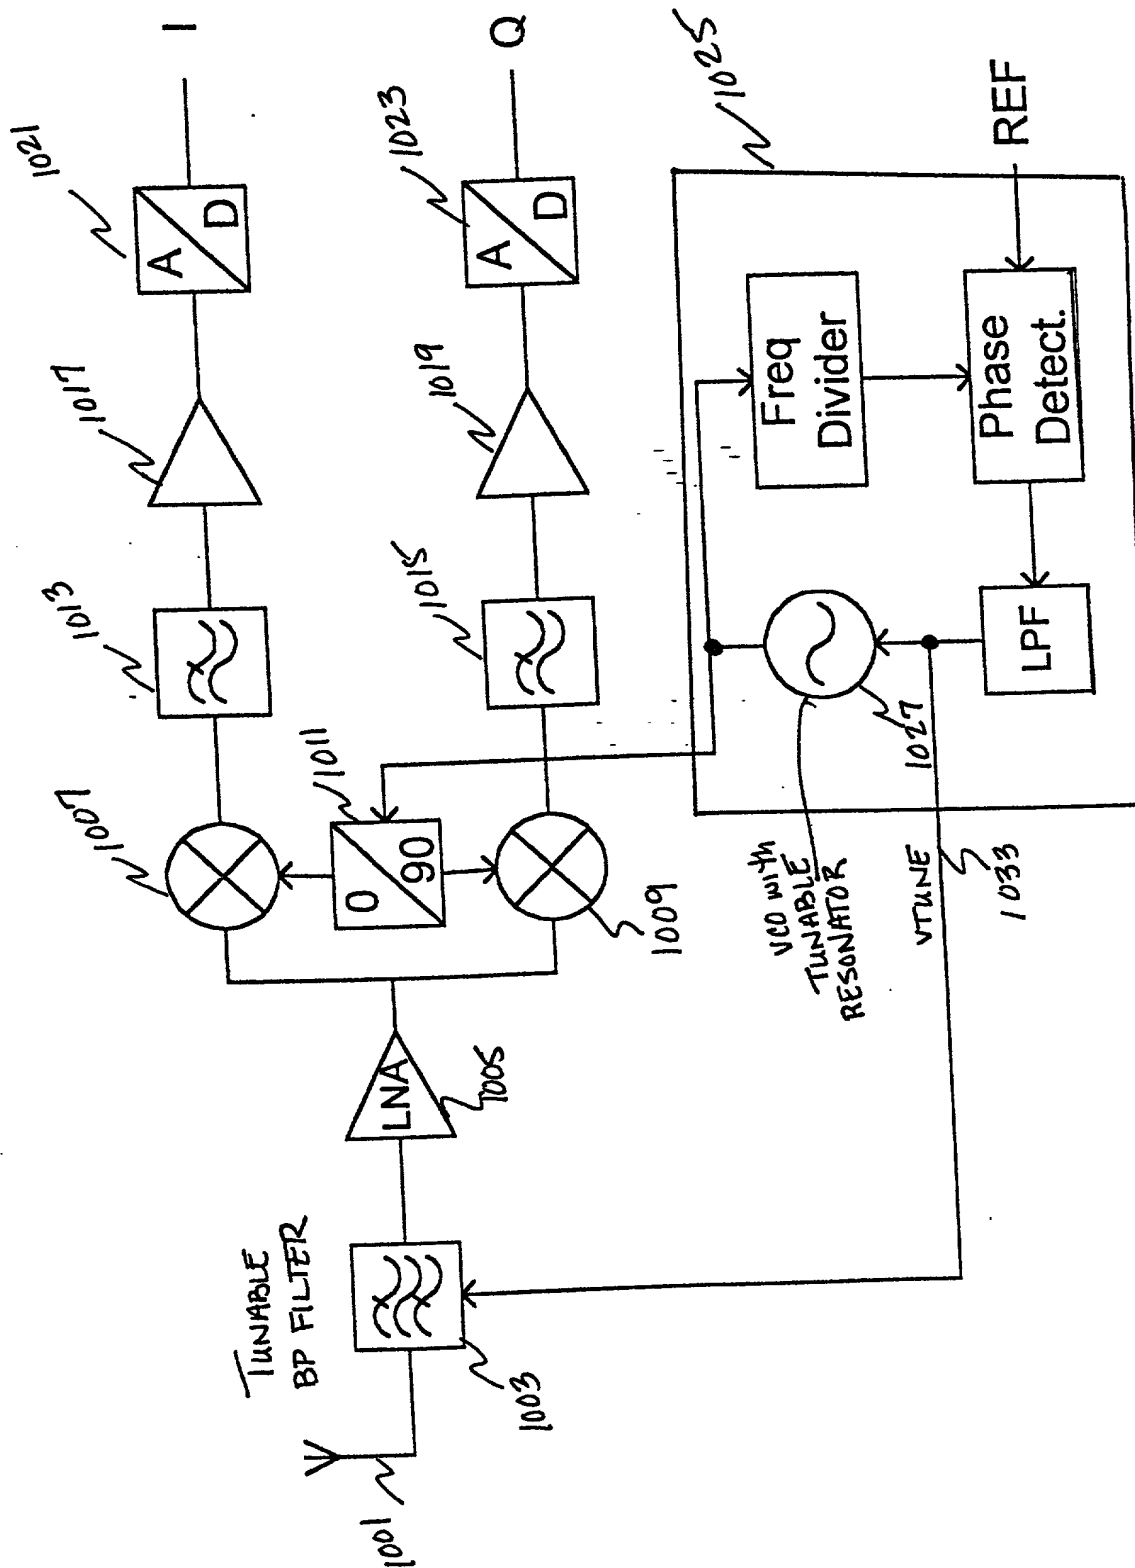 1001
TUNABLE
BP FILTER
1003
LNA
1005
1007
0
90
1011
1009
1013
1015
1017
1019
1021
A
D
I
1023
A
D
Q
1025
REF
Freq
Divider
Phase
Detect.
LPF
1027
VCO with
TUNABLE
RESONATOR
VTUNE
1033